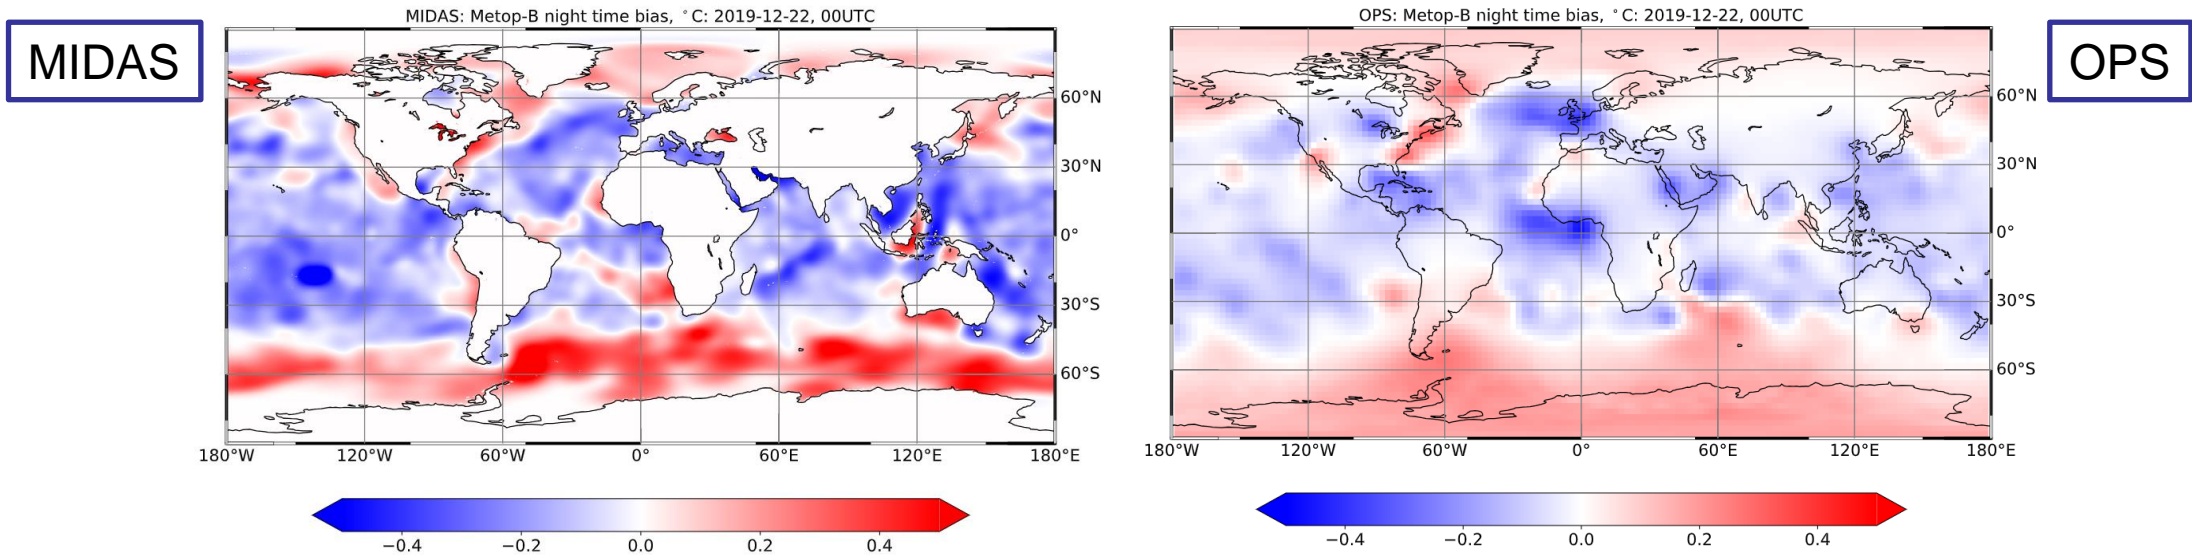 MIDAS
MIDAS: Metop-B night time bias, °C: 2019-12-22, 00UTC
60°N
30°N
0°
30°S
60°S
180°W 120°W 60°W 0° 60°E 120°E 180°E
−0.4 −0.2 0.0 0.2 0.4
OPS: Metop-B night time bias, °C: 2019-12-22, 00UTC
OPS
60°N
30°N
0°
30°S
60°S
180°W 120°W 60°W 0° 60°E 120°E 180°E
−0.4 −0.2 0.0 0.2 0.4